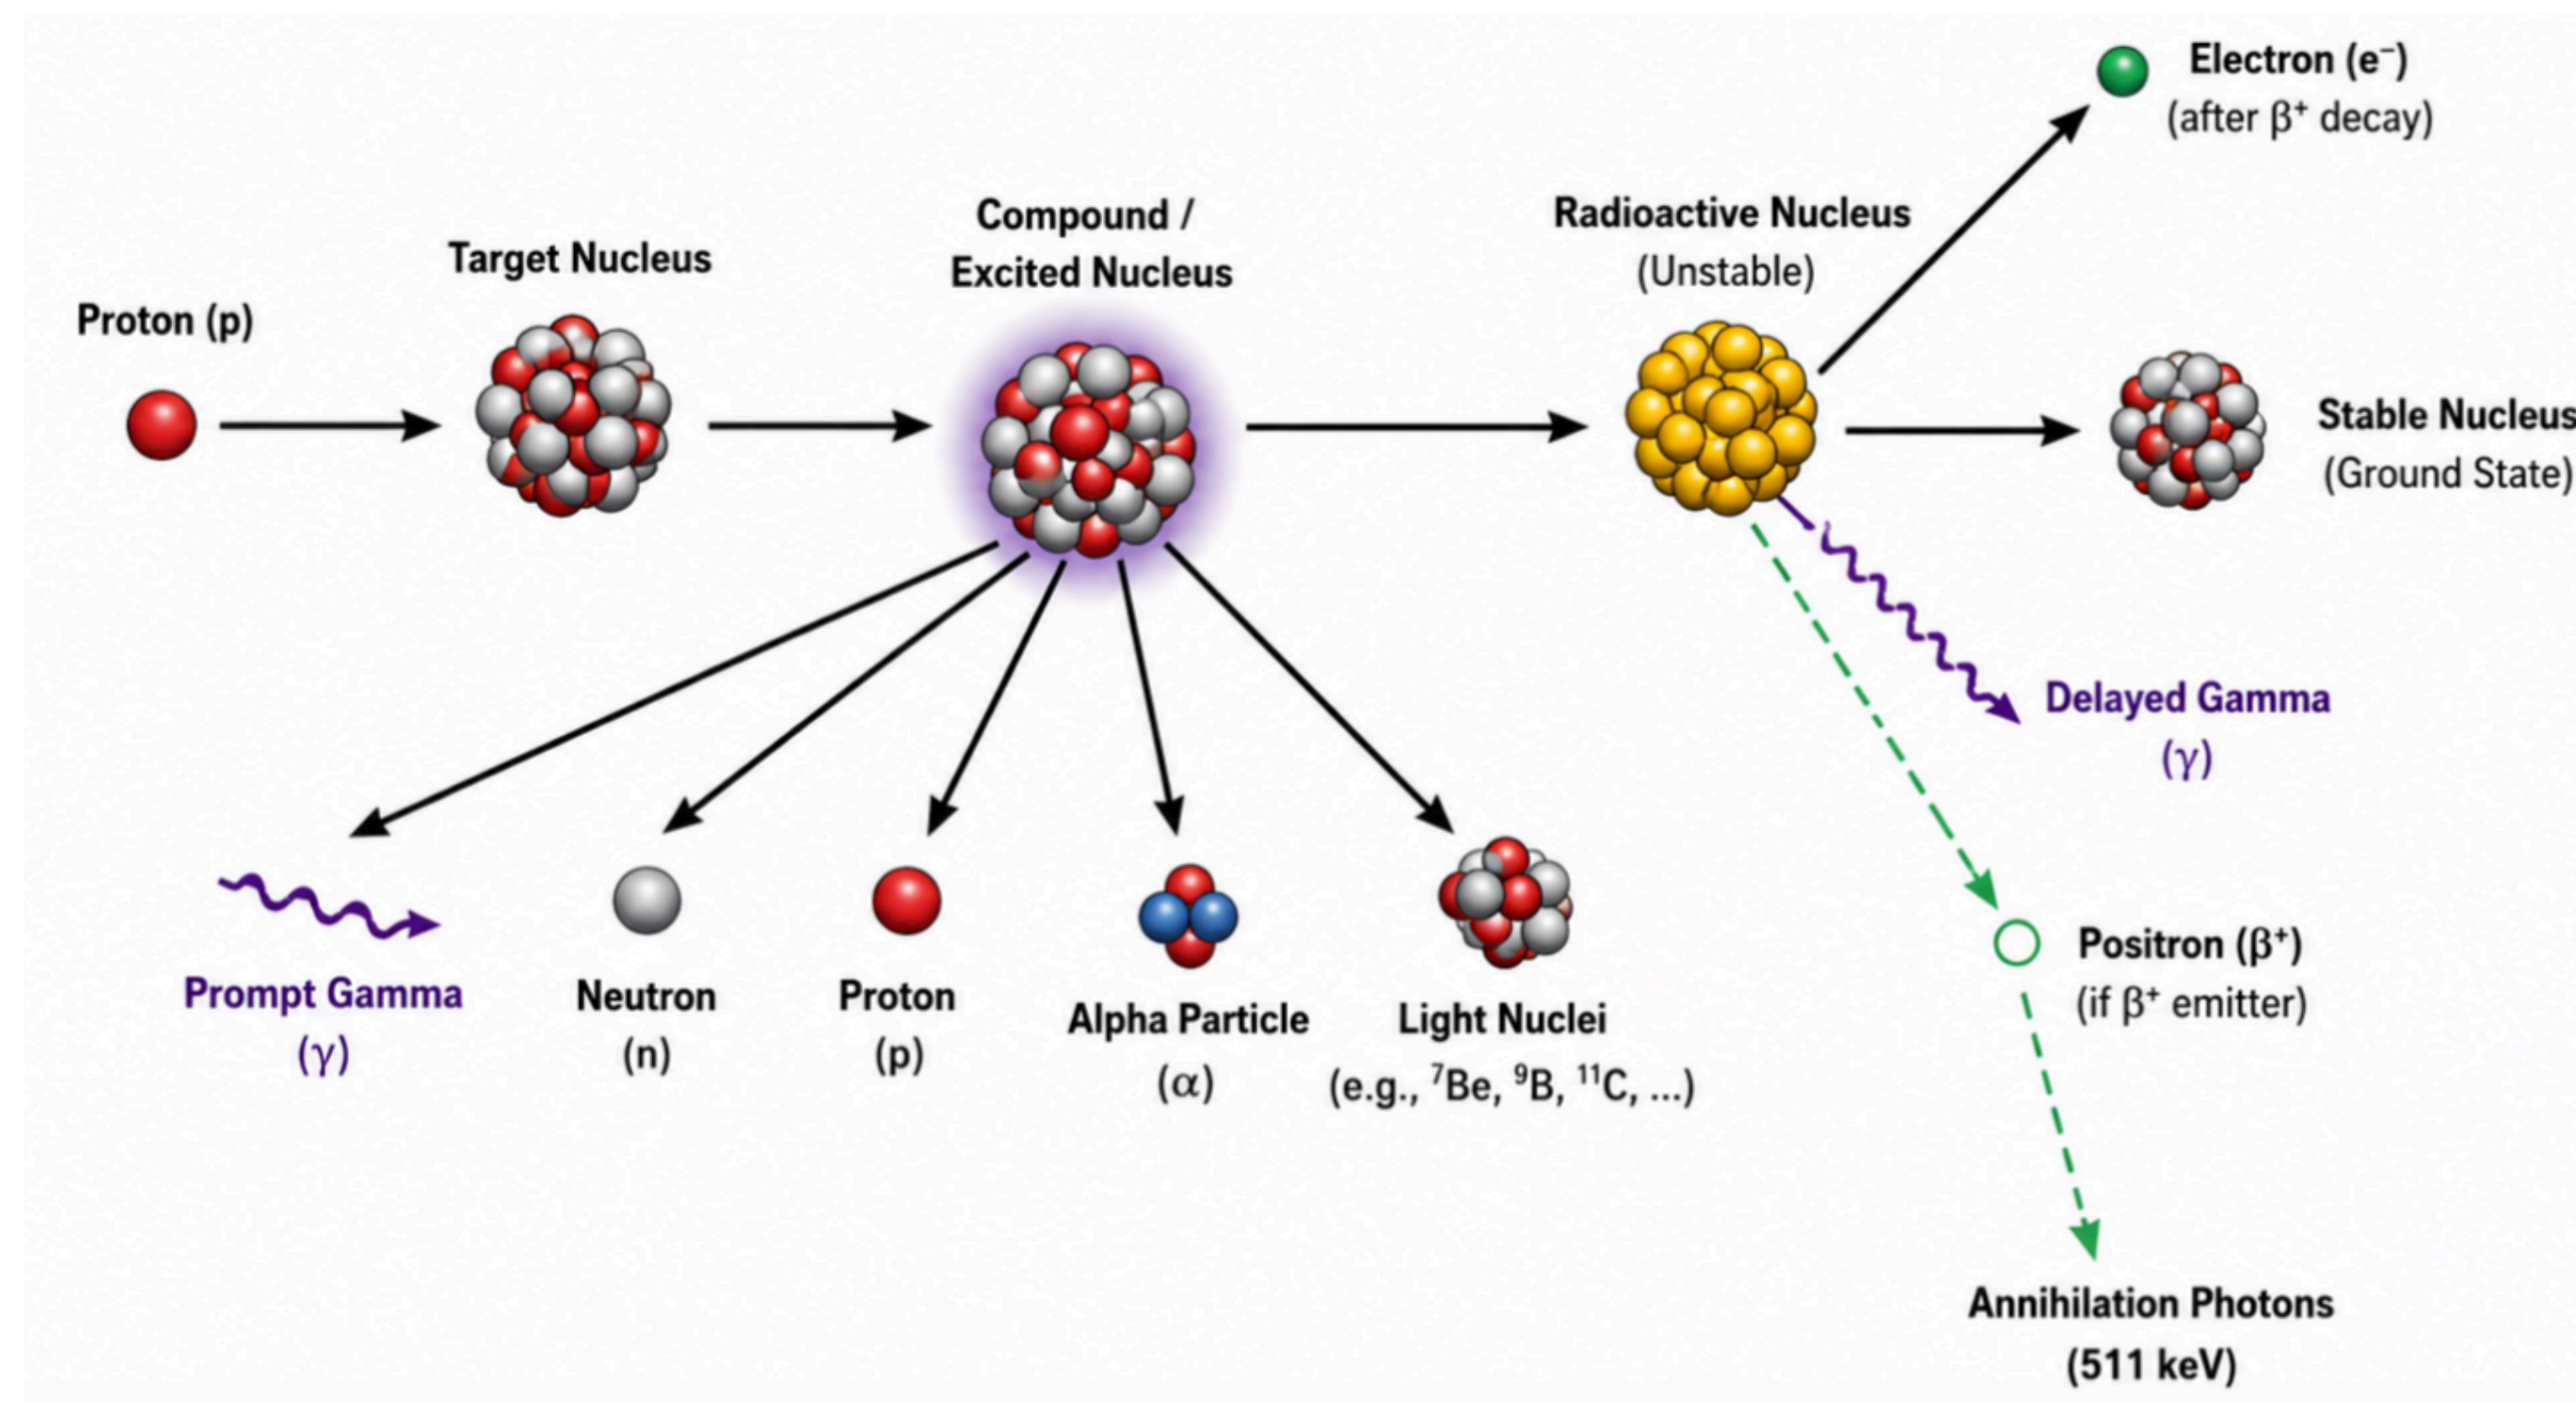 Electron (e⁻)
(after β⁺ decay)
Compound /
Excited Nucleus
Radioactive Nucleus
(Unstable)
Target Nucleus
Proton (p)
Stable Nucleus
(Ground State)
Delayed Gamma
(γ)
Positron (β⁺)
(if β⁺ emitter)
Prompt Gamma
(γ)
Neutron
(n)
Proton
(p)
Alpha Particle
(α)
Light Nuclei
(e.g., ⁷Be, ⁹B, ¹¹C, ...)
Annihilation Photons
(511 keV)